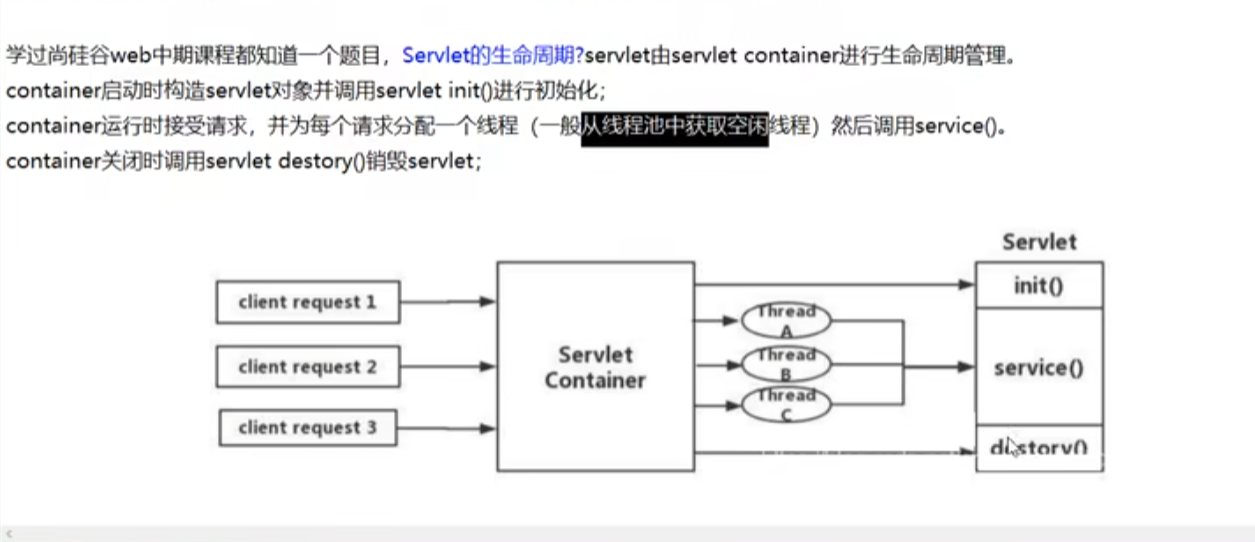 学过尚硅谷web中期课程都知道一个题目，Servlet的生命周期?servlet由servlet container进行生命周期管理。
container启动时构造servlet对象并调用servlet init()进行初始化；
container运行时接受请求，并为每个请求分配一个线程（一般从线程池中获取空闲线程）然后调用service()。
container关闭时调用servlet destory()销毁servlet；
Servlet
client request 1
client request 2
client request 3
Servlet
Container
Thread
A
Thread
B
Thread
C
init()
service()
destory()